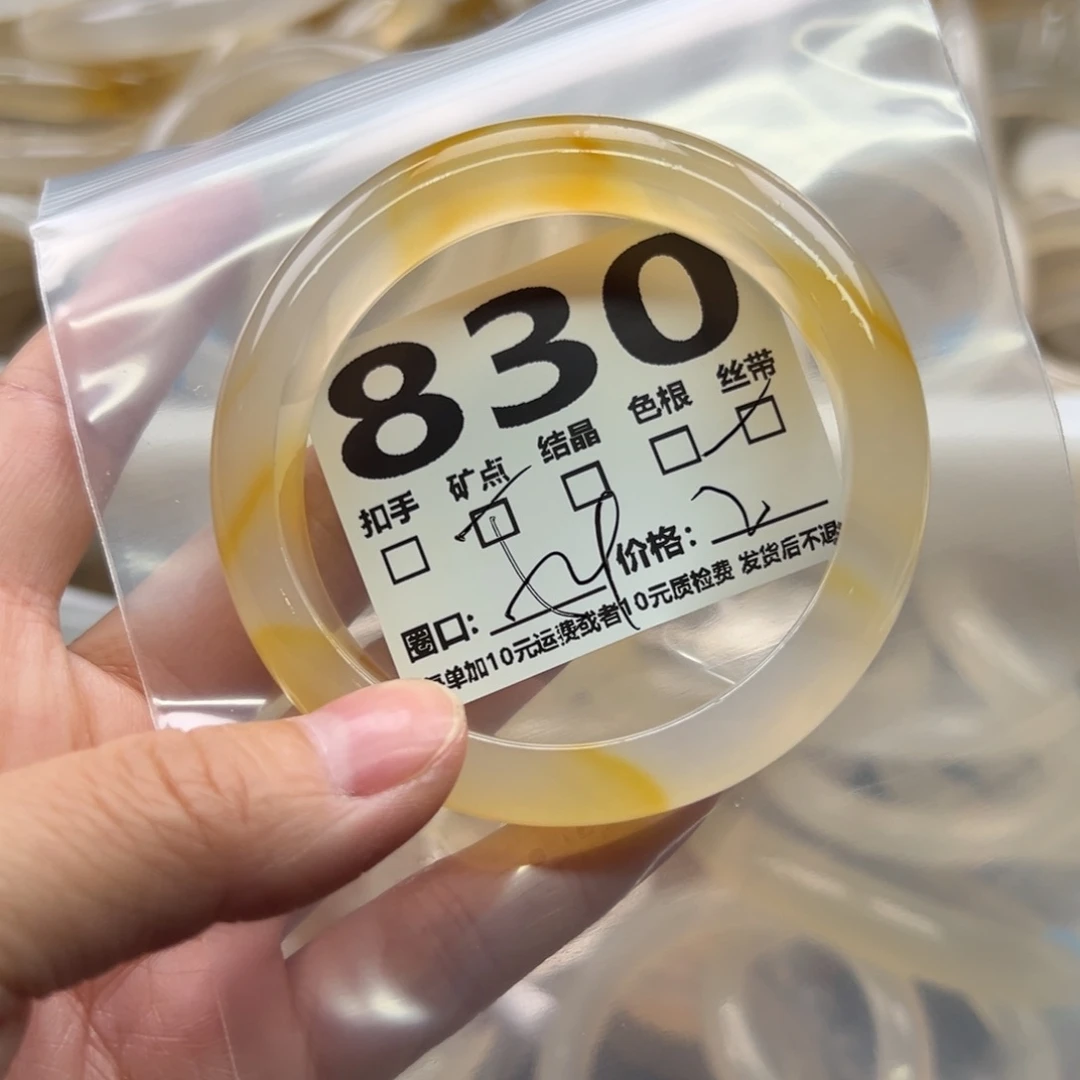 830
扣手 矿点 结晶 色根 丝带
圈口: 价格:
单加10元运费或者10元质检费 发货后不退